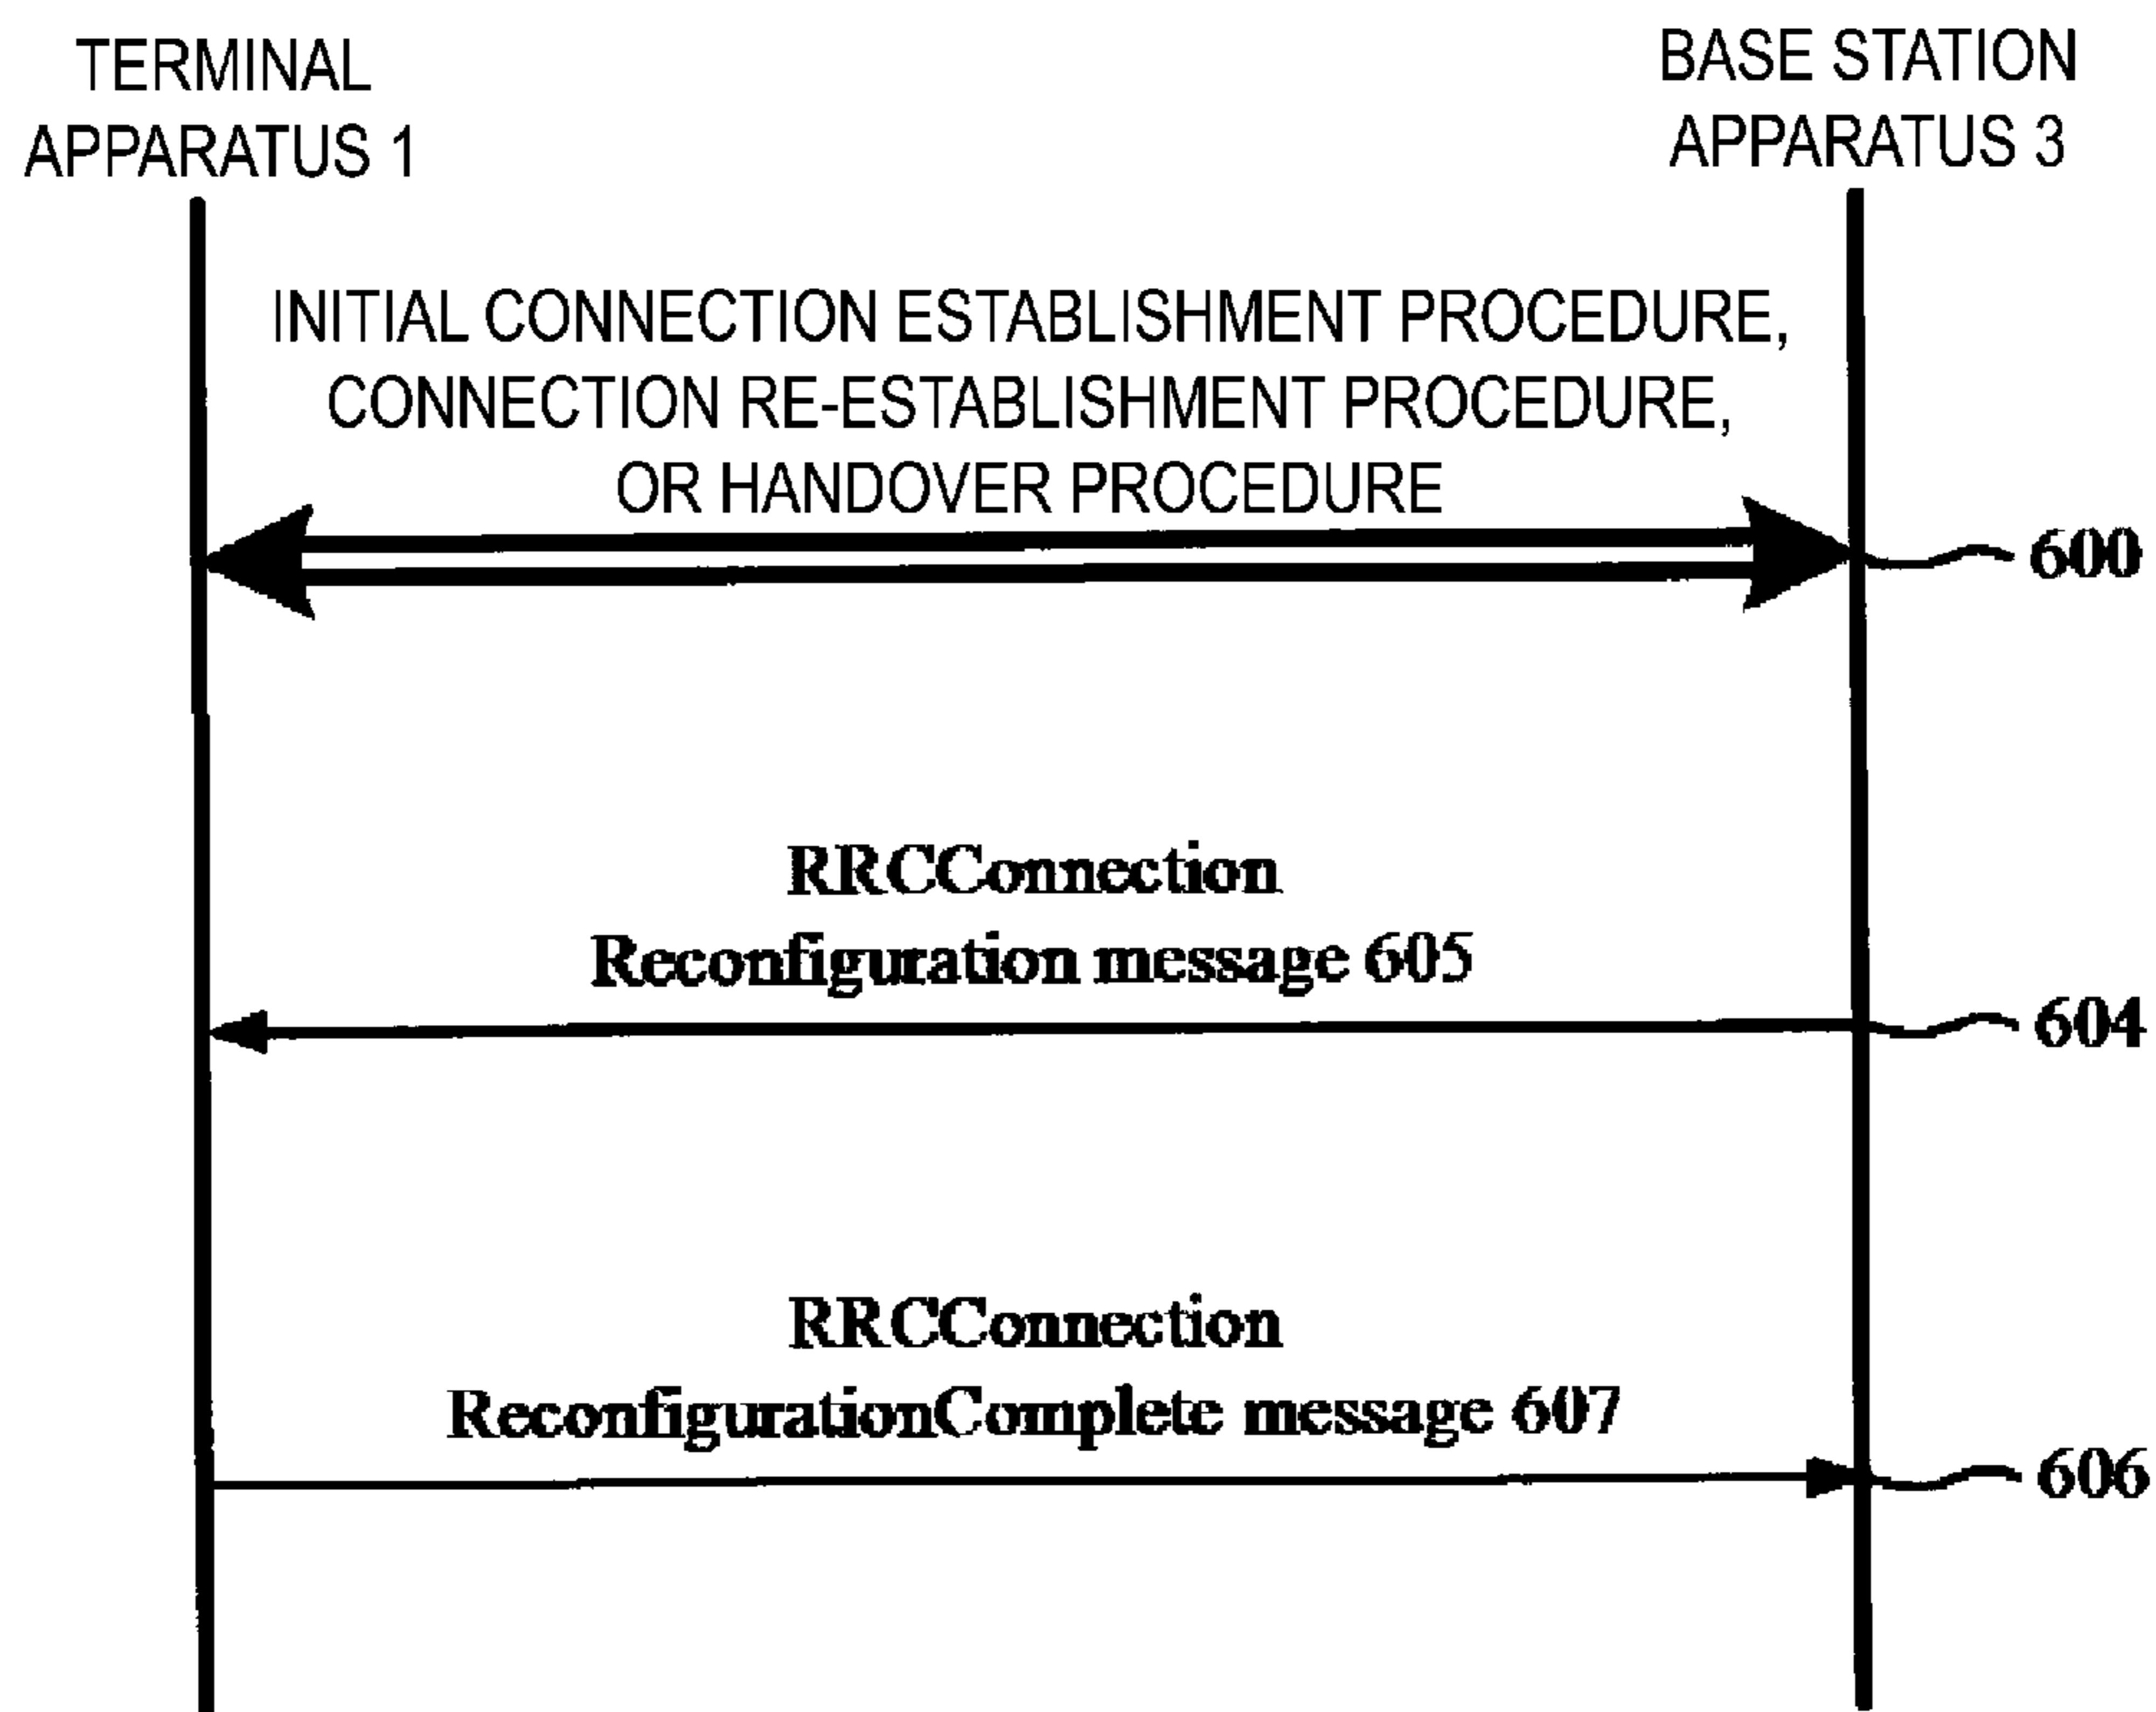 TERMINAL
APPARATUS 1
BASE STATION
APPARATUS 3
INITIAL CONNECTION ESTABLISHMENT PROCEDURE,
CONNECTION RE-ESTABLISHMENT PROCEDURE,
OR HANDOVER PROCEDURE
600
RRCConnection
Reconfiguration message 605
604
RRCConnection
ReconfigurationComplete message 607
606